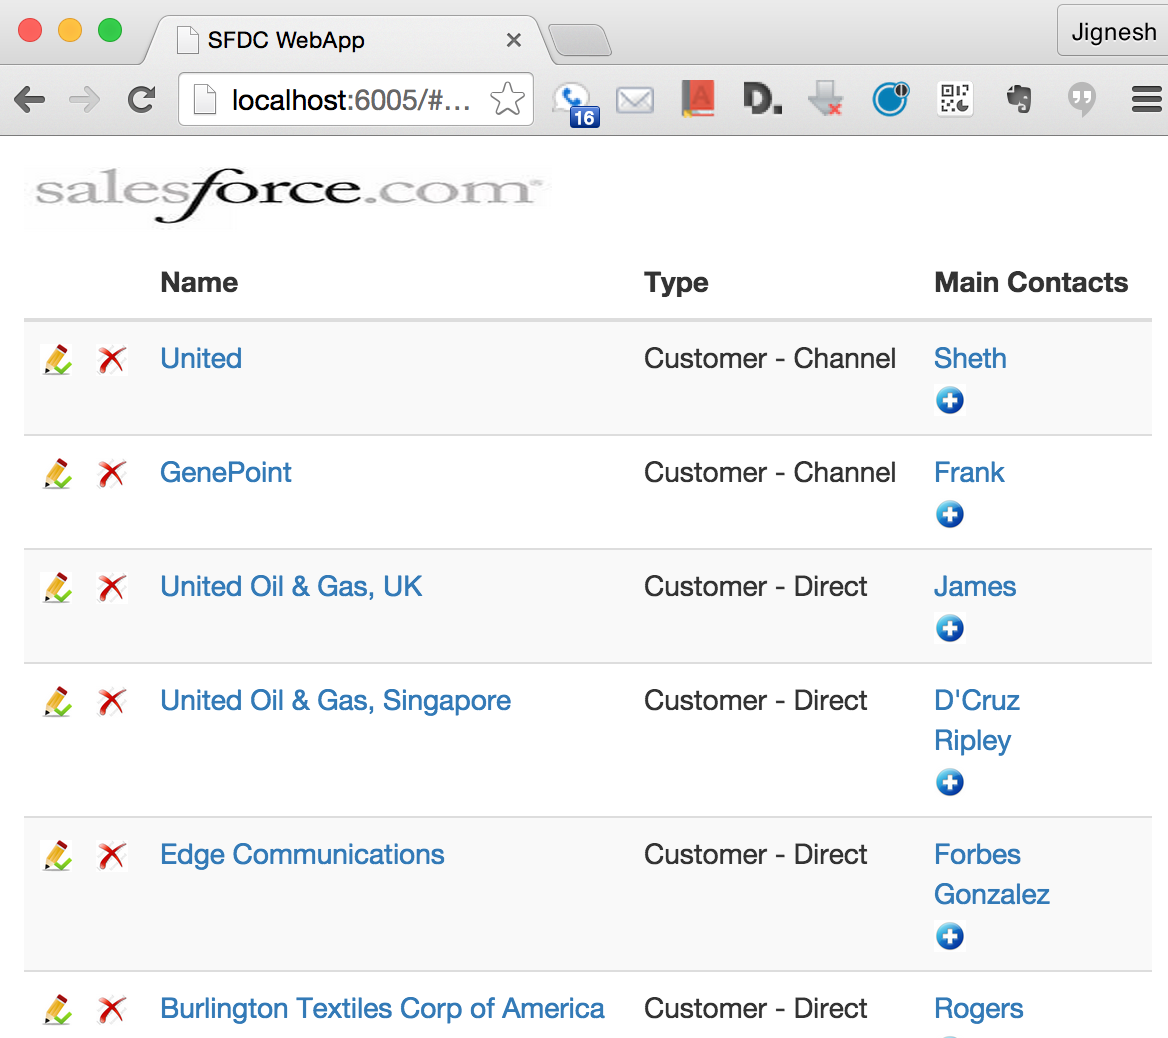 SFDC WebApp
Jignesh
localhost:6005/#...
16
A
D.
salesforce.com
Name Type Main Contacts
United Customer - Channel Sheth
GenePoint Customer - Channel Frank
United Oil & Gas, UK Customer - Direct James
United Oil & Gas, Singapore Customer - Direct D'Cruz
Ripley
Edge Communications Customer - Direct Forbes
Gonzalez
Burlington Textiles Corp of America Customer - Direct Rogers